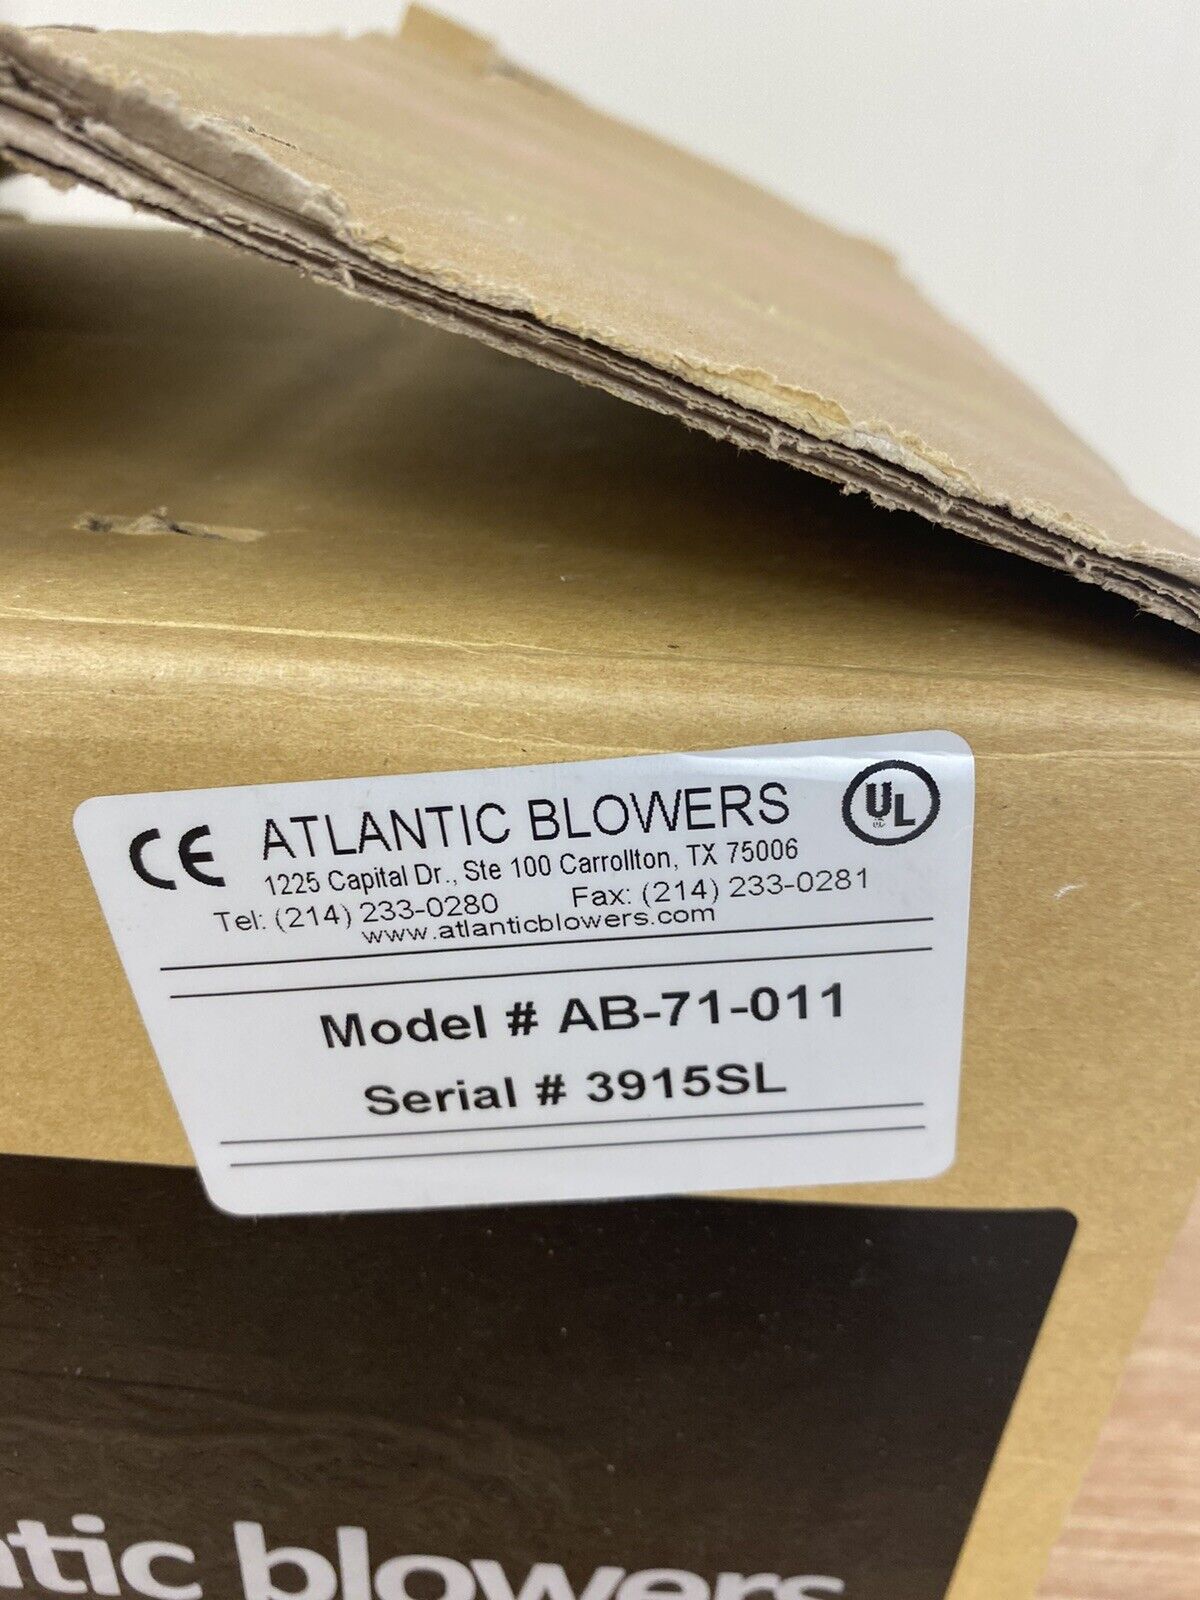 CE ATLANTIC BLOWERS UL
1225 Capital Dr., Ste 100 Carrollton, TX 75006
Tel: (214) 233-0280 Fax: (214) 233-0281
www.atlanticblowers.com
Model # AB-71-011
Serial # 3915SL
ntic blowers